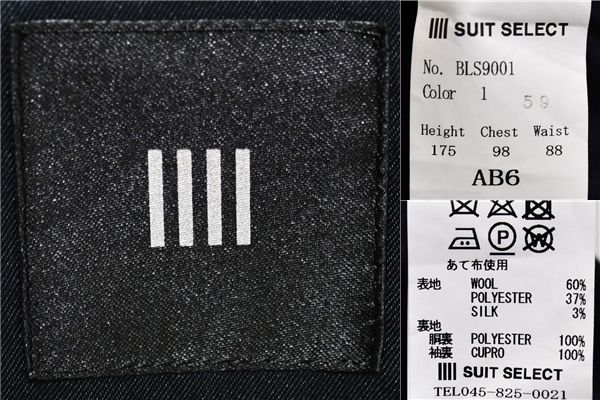 SUIT SELECT
No. BLS9001
Color 1 59
Height Chest Waist
175 98 88
AB6
P W
あて布使用
表地 WOOL 60%
POLYESTER 37%
SILK 3%
裏地
胴裏 POLYESTER 100%
袖裏 CUPRO 100%
SUIT SELECT
TEL045-825-0021